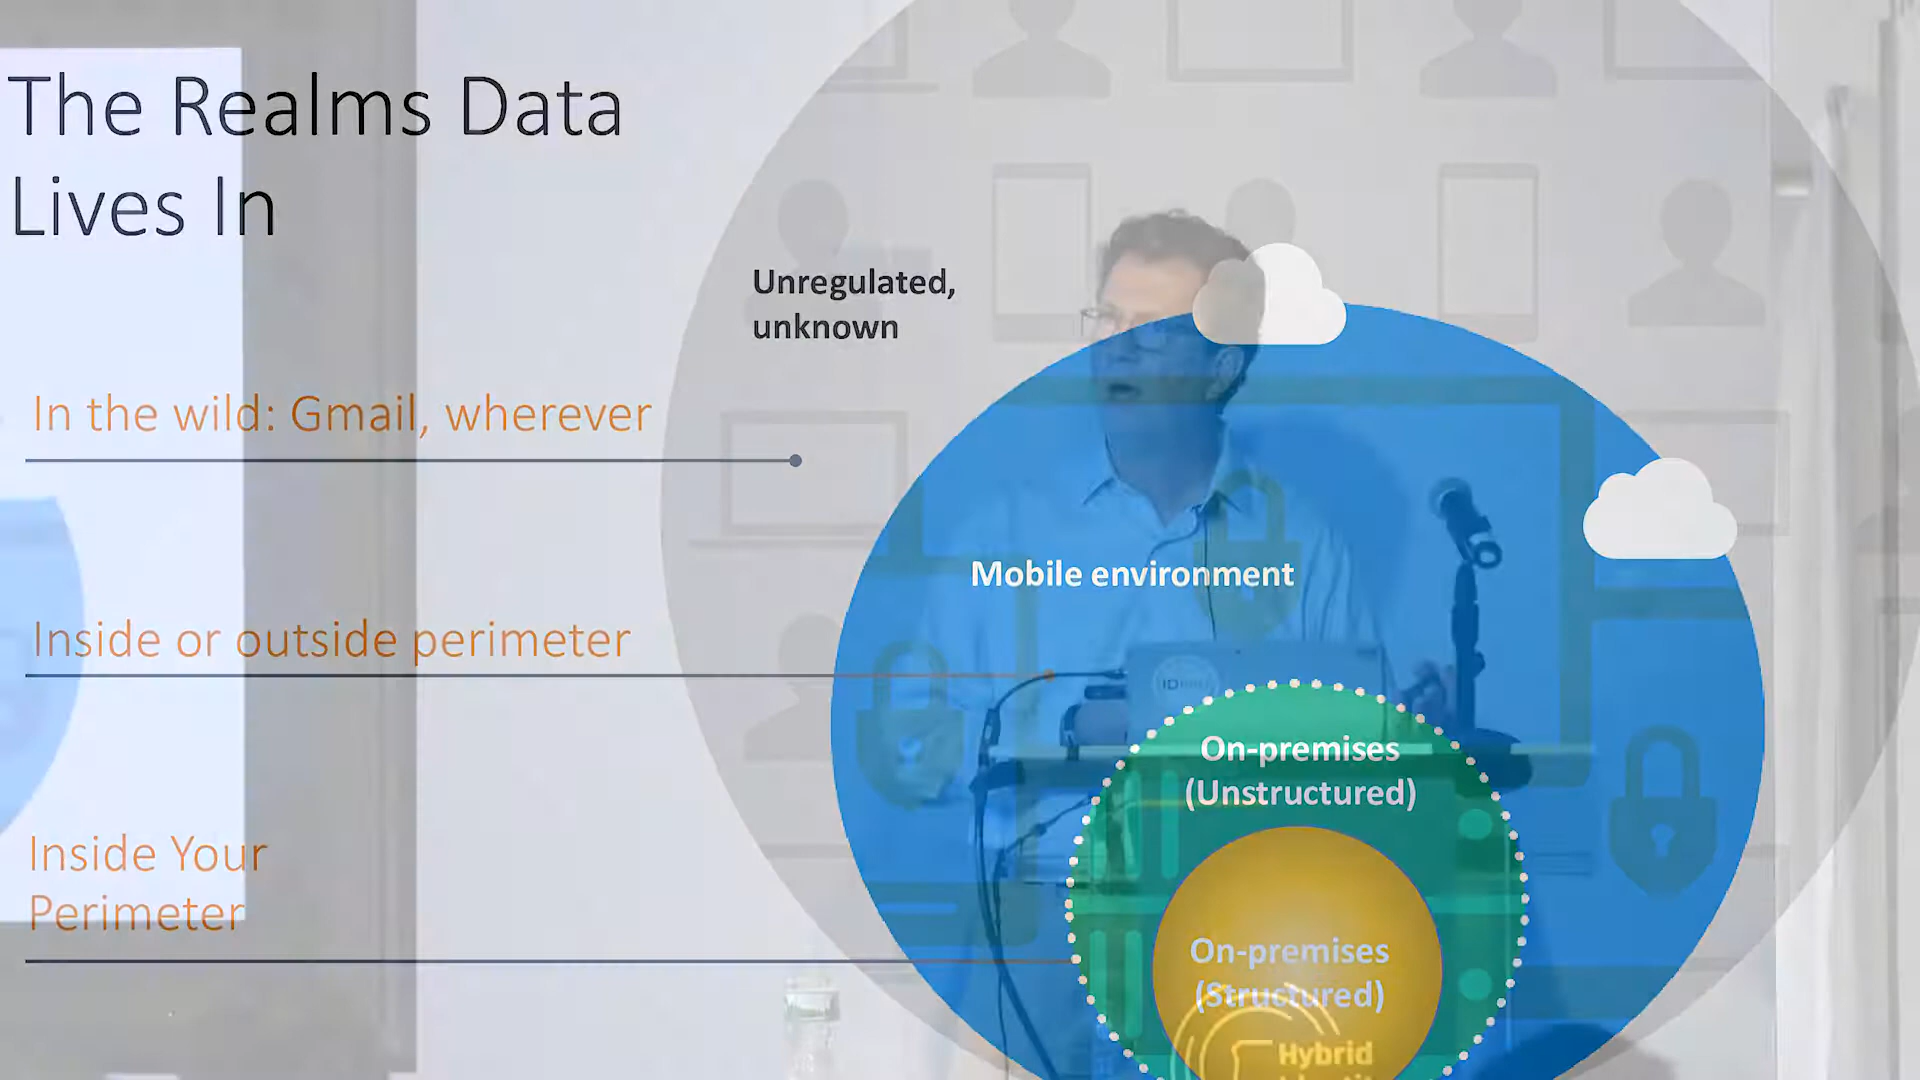 The Realms Data
Lives In
Unregulated,
unknown
In the wild: Gmail, wherever
Mobile environment
Inside or outside perimeter
On-premises
(Unstructured)
Inside Your
Perimeter
On-premises
(Structured)
Hybrid